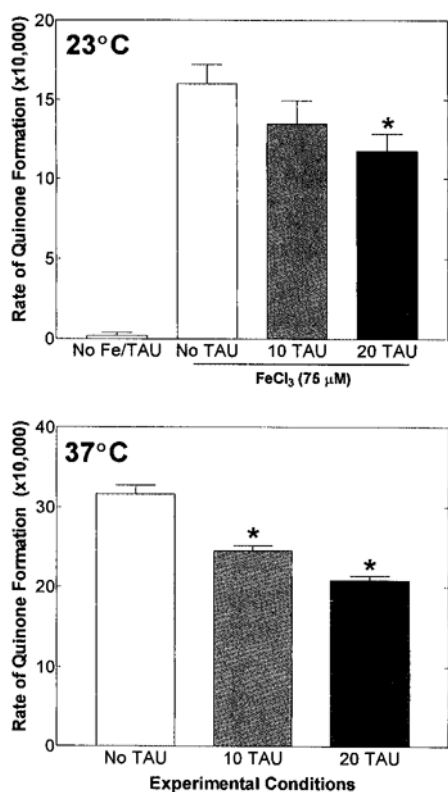 23°C
Rate of Quinone Formation (x10,000)
20
15
10
5
0
*
No Fe/TAU No TAU 10 TAU 20 TAU
FeCl₃ (75 μM)
37°C
Rate of Quinone Formation (x10,000)
40
30
20
10
0
*
*
No TAU 10 TAU 20 TAU
Experimental Conditions